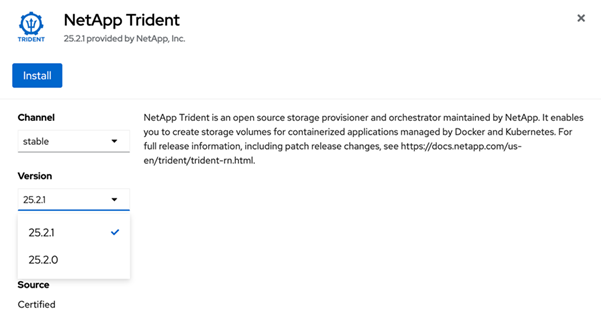 NetApp Trident
TRIDENT
25.2.1 provided by NetApp, Inc.
Install
Channel
stable
NetApp Trident is an open source storage provisioner and orchestrator maintained by NetApp. It enables
you to create storage volumes for containerized applications managed by Docker and Kubernetes. For
full release information, including patch release changes, see https://docs.netapp.com/us-
en/trident/trident-rn.html.
Version
25.2.1
25.2.1
25.2.0
Source
Certified